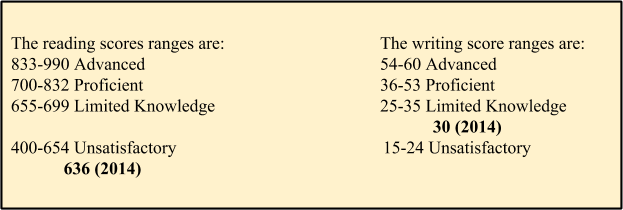 The reading scores ranges are:
833-990 Advanced
700-832 Proficient
655-699 Limited Knowledge
400-654 Unsatisfactory
636 (2014)
The writing score ranges are:
54-60 Advanced
36-53 Proficient
25-35 Limited Knowledge
30 (2014)
15-24 Unsatisfactory